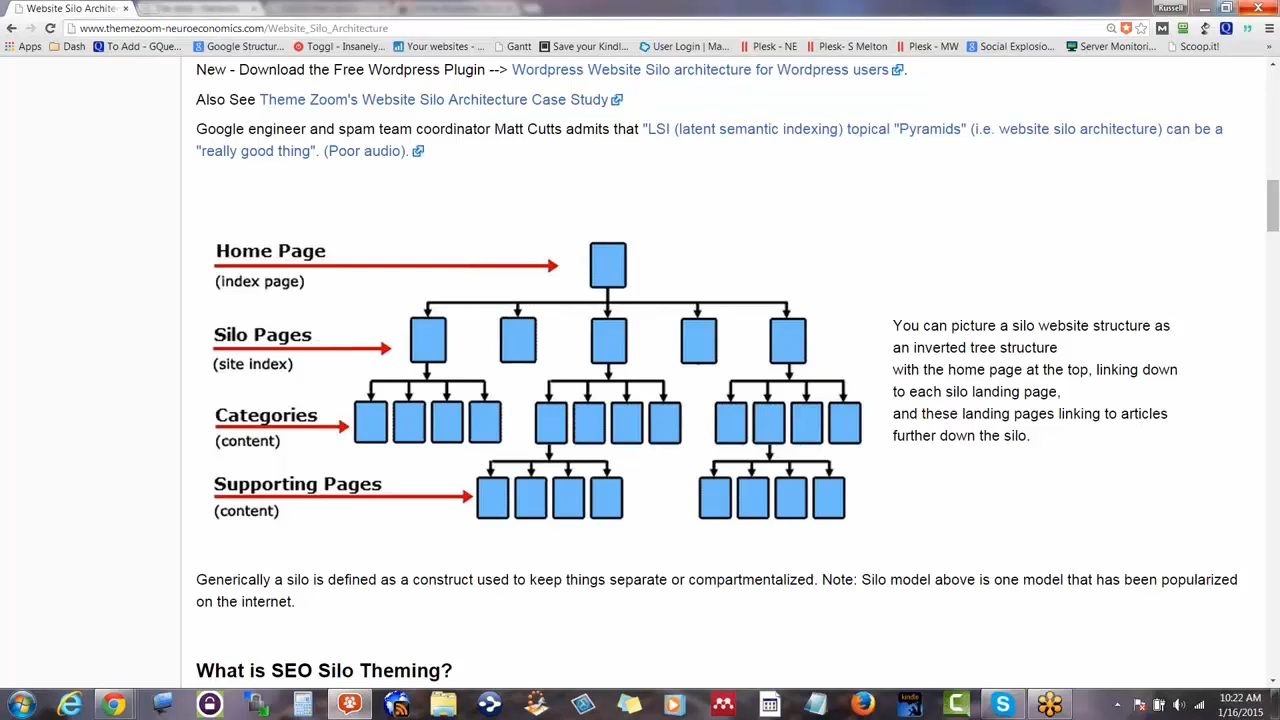 Website Silo Archite
Russell
www.themezoom-neuroeconomics.com/Website_Silo_Architecture
Apps Dash To Add - GQue... Google Structur... Toggl - Insanely... Your websites - ... Gantt Save your Kindl... User Login | Ma... Plesk - NE Plesk- S Melton Plesk - MW Social Explosio... Server Monitori... Scoop.it! »
New - Download the Free Wordpress Plugin --> Wordpress Website Silo architecture for Wordpress users.
Also See Theme Zoom's Website Silo Architecture Case Study
Google engineer and spam team coordinator Matt Cutts admits that "LSI (latent semantic indexing) topical "Pyramids" (i.e. website silo architecture) can be a
"really good thing". (Poor audio).
Home Page
(index page)
Silo Pages
(site index)
Categories
(content)
Supporting Pages
(content)
You can picture a silo website structure as
an inverted tree structure
with the home page at the top, linking down
to each silo landing page,
and these landing pages linking to articles
further down the silo.
Generically a silo is defined as a construct used to keep things separate or compartmentalized. Note: Silo model above is one model that has been popularized
on the internet.
What is SEO Silo Theming?
10:22 AM
1/16/2015